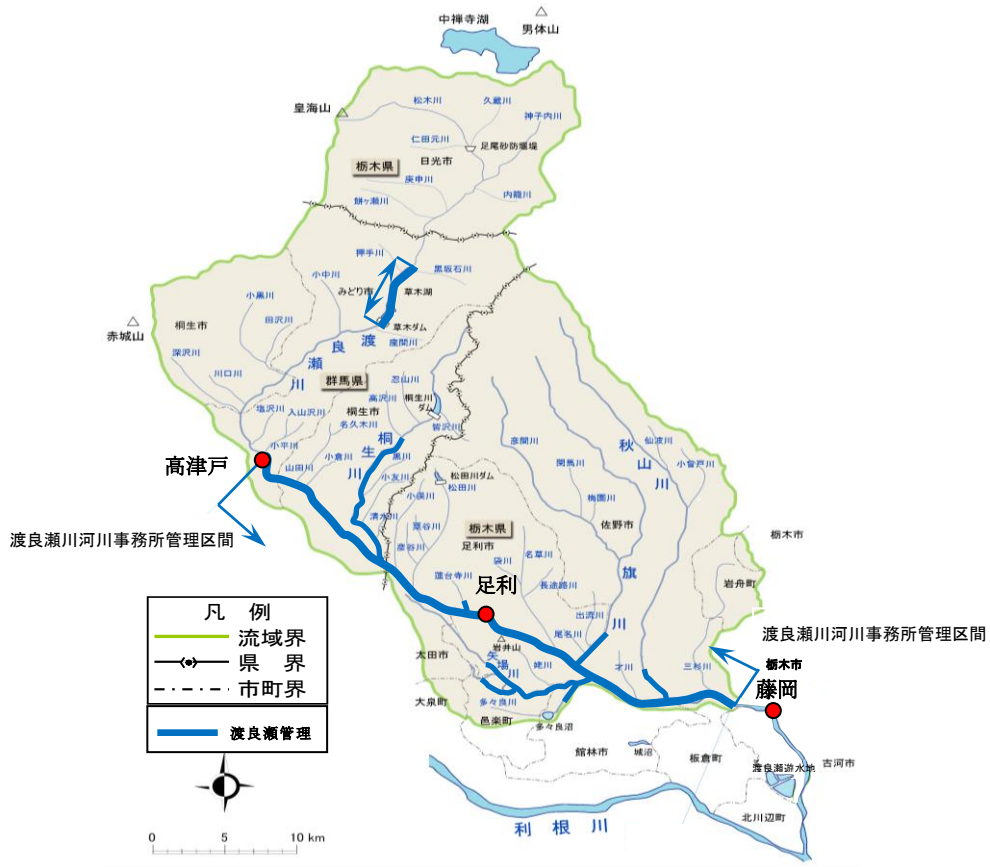 中禅寺湖
男体山
皇海山
松木川
久蔵川
神子内川
仁田元川
足尾砂防堰堤
栃木県
日光市
庚申川
餅ヶ瀬川
内籠川
押手川
小中川
黒坂石川
みどり市
草木湖
小黒川
桐生市
田沢川
草木ダム
赤城山
渡良瀬川
座間川
深沢川
川口川
群馬県
忍山川
高沢川
桐生川ダム
塩沢川
入山沢川
桐生市
名久木川
皆沢川
桐生川
小平川
小倉川
黒川
彦間川
秋山川
仙波川
高津戸
山田川
小友川
松田川ダム
松田川
閑馬川
小曾戸川
小俣川
清水川
梅園川
渡良瀬川河川事務所管理区間
粟谷川
栃木県
足利市
佐野市
栃木市
彦谷川
袋川
名草川
旗川
岩舟町
蓮台寺川
足利
長途路川
出流川
尾名川
渡良瀬川河川事務所管理区間
凡 例
流域界
県 界
市町界
渡良瀬管理
太田市
岩井山
矢場川
姥川
才川
三杉川
栃木市
藤岡
大泉町
多々良川
邑楽町
多々良沼
館林市
城沼
板倉町
渡良瀬遊水地
古河市
北川辺町
利根川
0 5 10 km